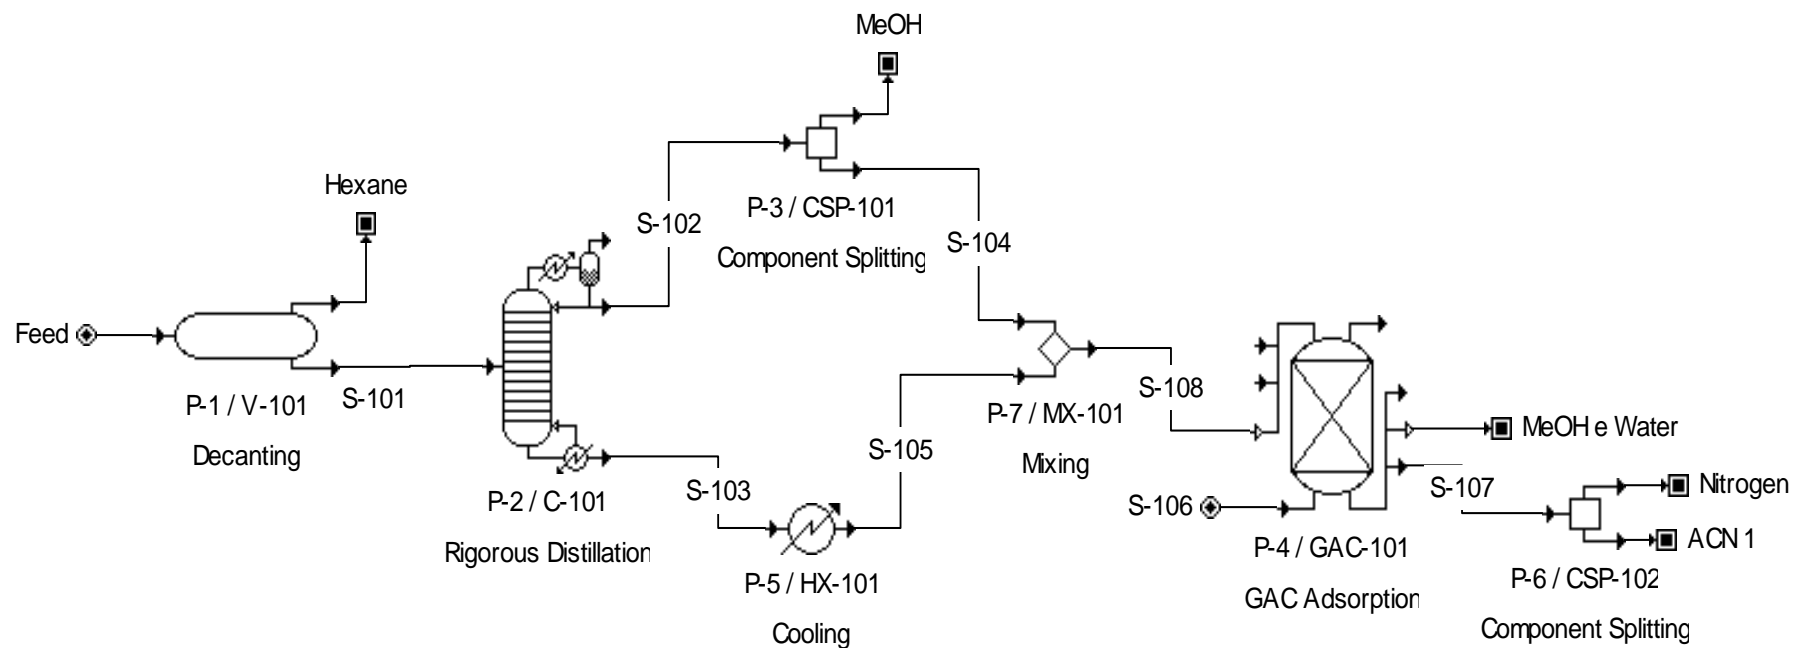 MeOH
Hexane
S-102
P-3 / CSP-101
Component Splitting
S-104
Feed
P-1 / V-101
Decanting
S-101
P-2 / C-101
Rigorous Distillation
S-103
P-5 / HX-101
Cooling
S-105
P-7 / MX-101
Mixing
S-108
S-106
P-4 / GAC-101
GAC Adsorption
MeOH e Water
S-107
Nitrogen
ACN 1
P-6 / CSP-102
Component Splitting